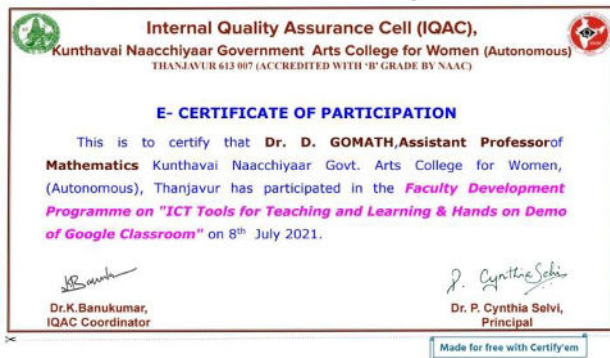 Internal Quality Assurance Cell (IQAC),
Kunthavai Naacchiyaar Government Arts College for Women (Autonomous)
THANJAVUR 613 007 (ACCREDITED WITH ‘B’ GRADE BY NAAC)
E- CERTIFICATE OF PARTICIPATION
This is to certify that Dr. D. GOMATH,Assistant Professorof
Mathematics Kunthavai Naacchiyaar Govt. Arts College for Women,
(Autonomous), Thanjavur has participated in the Faculty Development
Programme on "ICT Tools for Teaching and Learning & Hands on Demo
of Google Classroom" on 8th July 2021.
P. Cynthia Selvi
Dr.K.Banukumar,
IQAC Coordinator
Dr. P. Cynthia Selvi,
Principal
Made for free with Certify'em